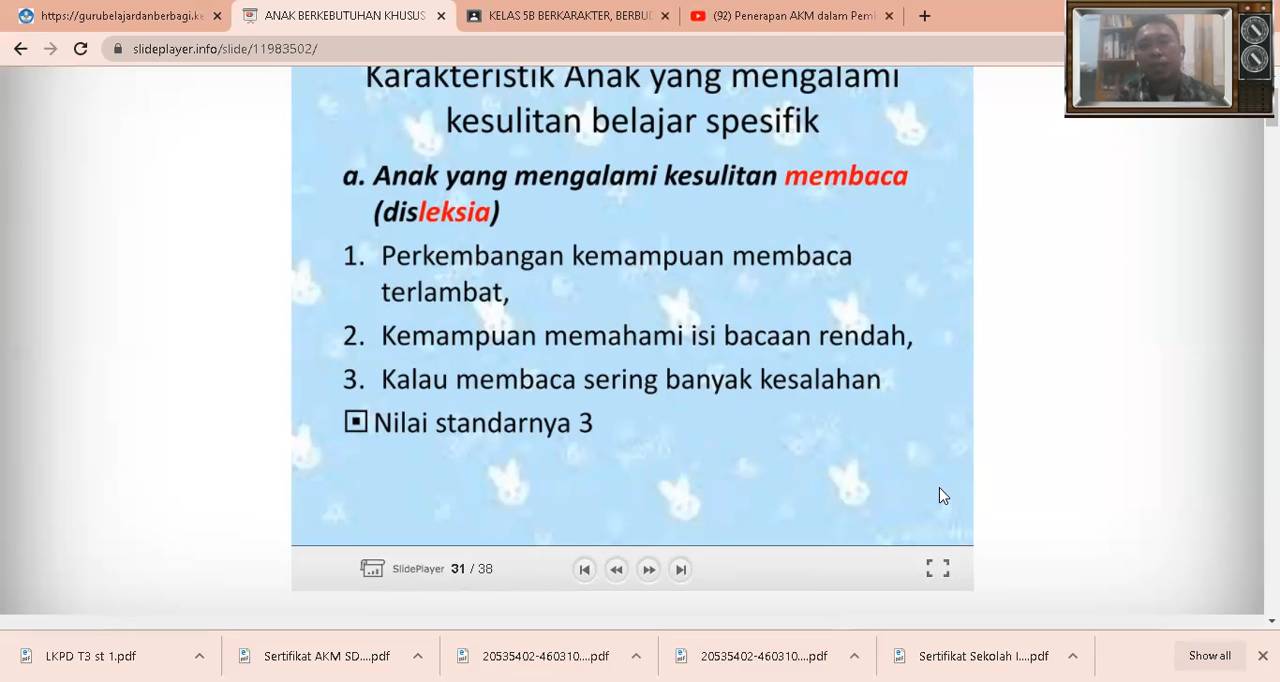 https://gurubelajardanberbagi.ke
ANAK BERKEBUTUHAN KHUSUS
KELAS 5B BERKARAKTER, BERBUD
(92) Penerapan AKM dalam Pem
slideplayer.info/slide/11983502/
Karakteristik Anak yang mengalami
kesulitan belajar spesifik
a. Anak yang mengalami kesulitan membaca
(disleksia)
1. Perkembangan kemampuan membaca
terlambat,
2. Kemampuan memahami isi bacaan rendah,
3. Kalau membaca sering banyak kesalahan
Nilai standarnya 3
SlidePlayer 31 / 38
LKPD T3 st 1.pdf
Sertifikat AKM SD....pdf
20535402-460310....pdf
20535402-460310....pdf
Sertifikat Sekolah I....pdf
Show all